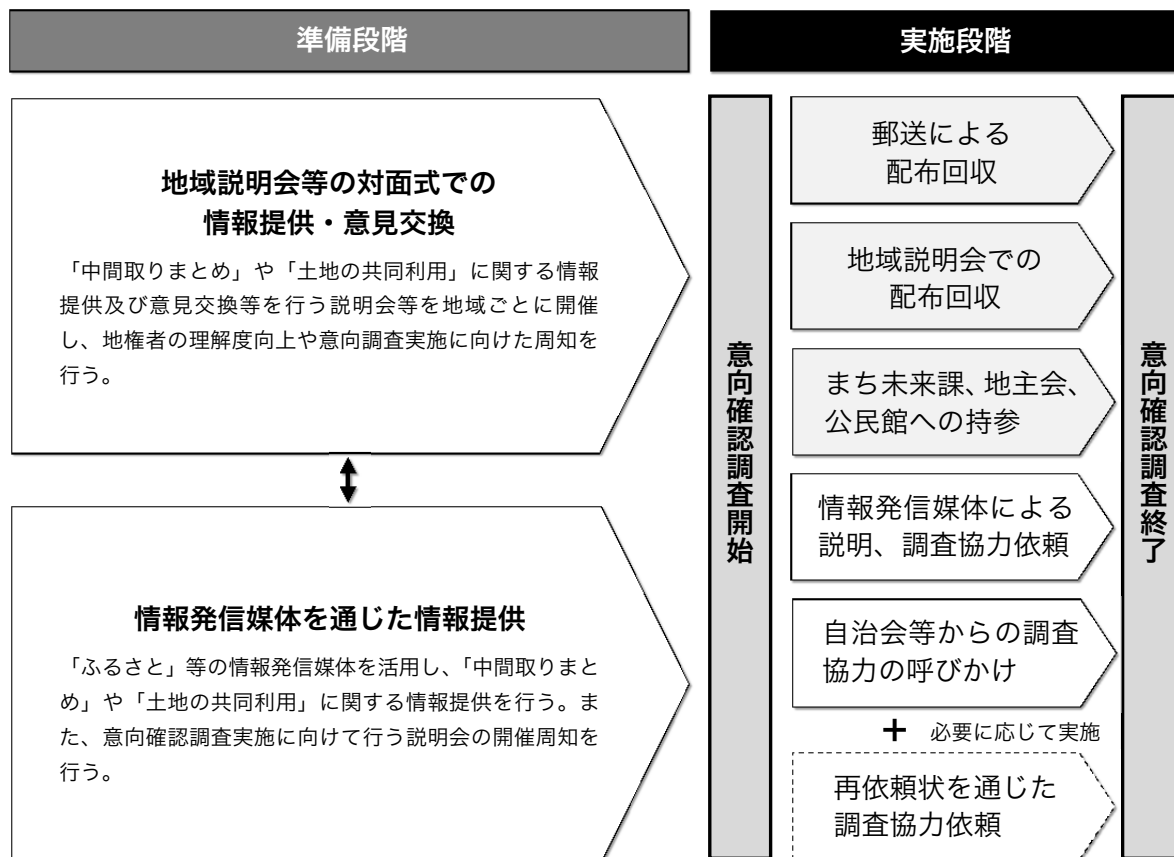 準備段階
地域説明会等の対面式での
情報提供・意見交換
「中間取りまとめ」や「土地の共同利用」に関する情報
提供及び意見交換等を行う説明会等を地域ごとに開催
し、地権者の理解度向上や意向調査実施に向けた周知を
行う。
情報発信媒体を通じた情報提供
「ふるさと」等の情報発信媒体を活用し、「中間取りまと
め」や「土地の共同利用」に関する情報提供を行う。ま
た、意向確認調査実施に向けて行う説明会の開催周知を
行う。
実施段階
意向確認調査開始
郵送による
配布回収
地域説明会での
配布回収
まち未来課、地主会、
公民館への持参
情報発信媒体による
説明、調査協力依頼
自治会等からの調査
協力の呼びかけ
+ 必要に応じて実施
再依頼状を通じた
調査協力依頼
意向確認調査終了